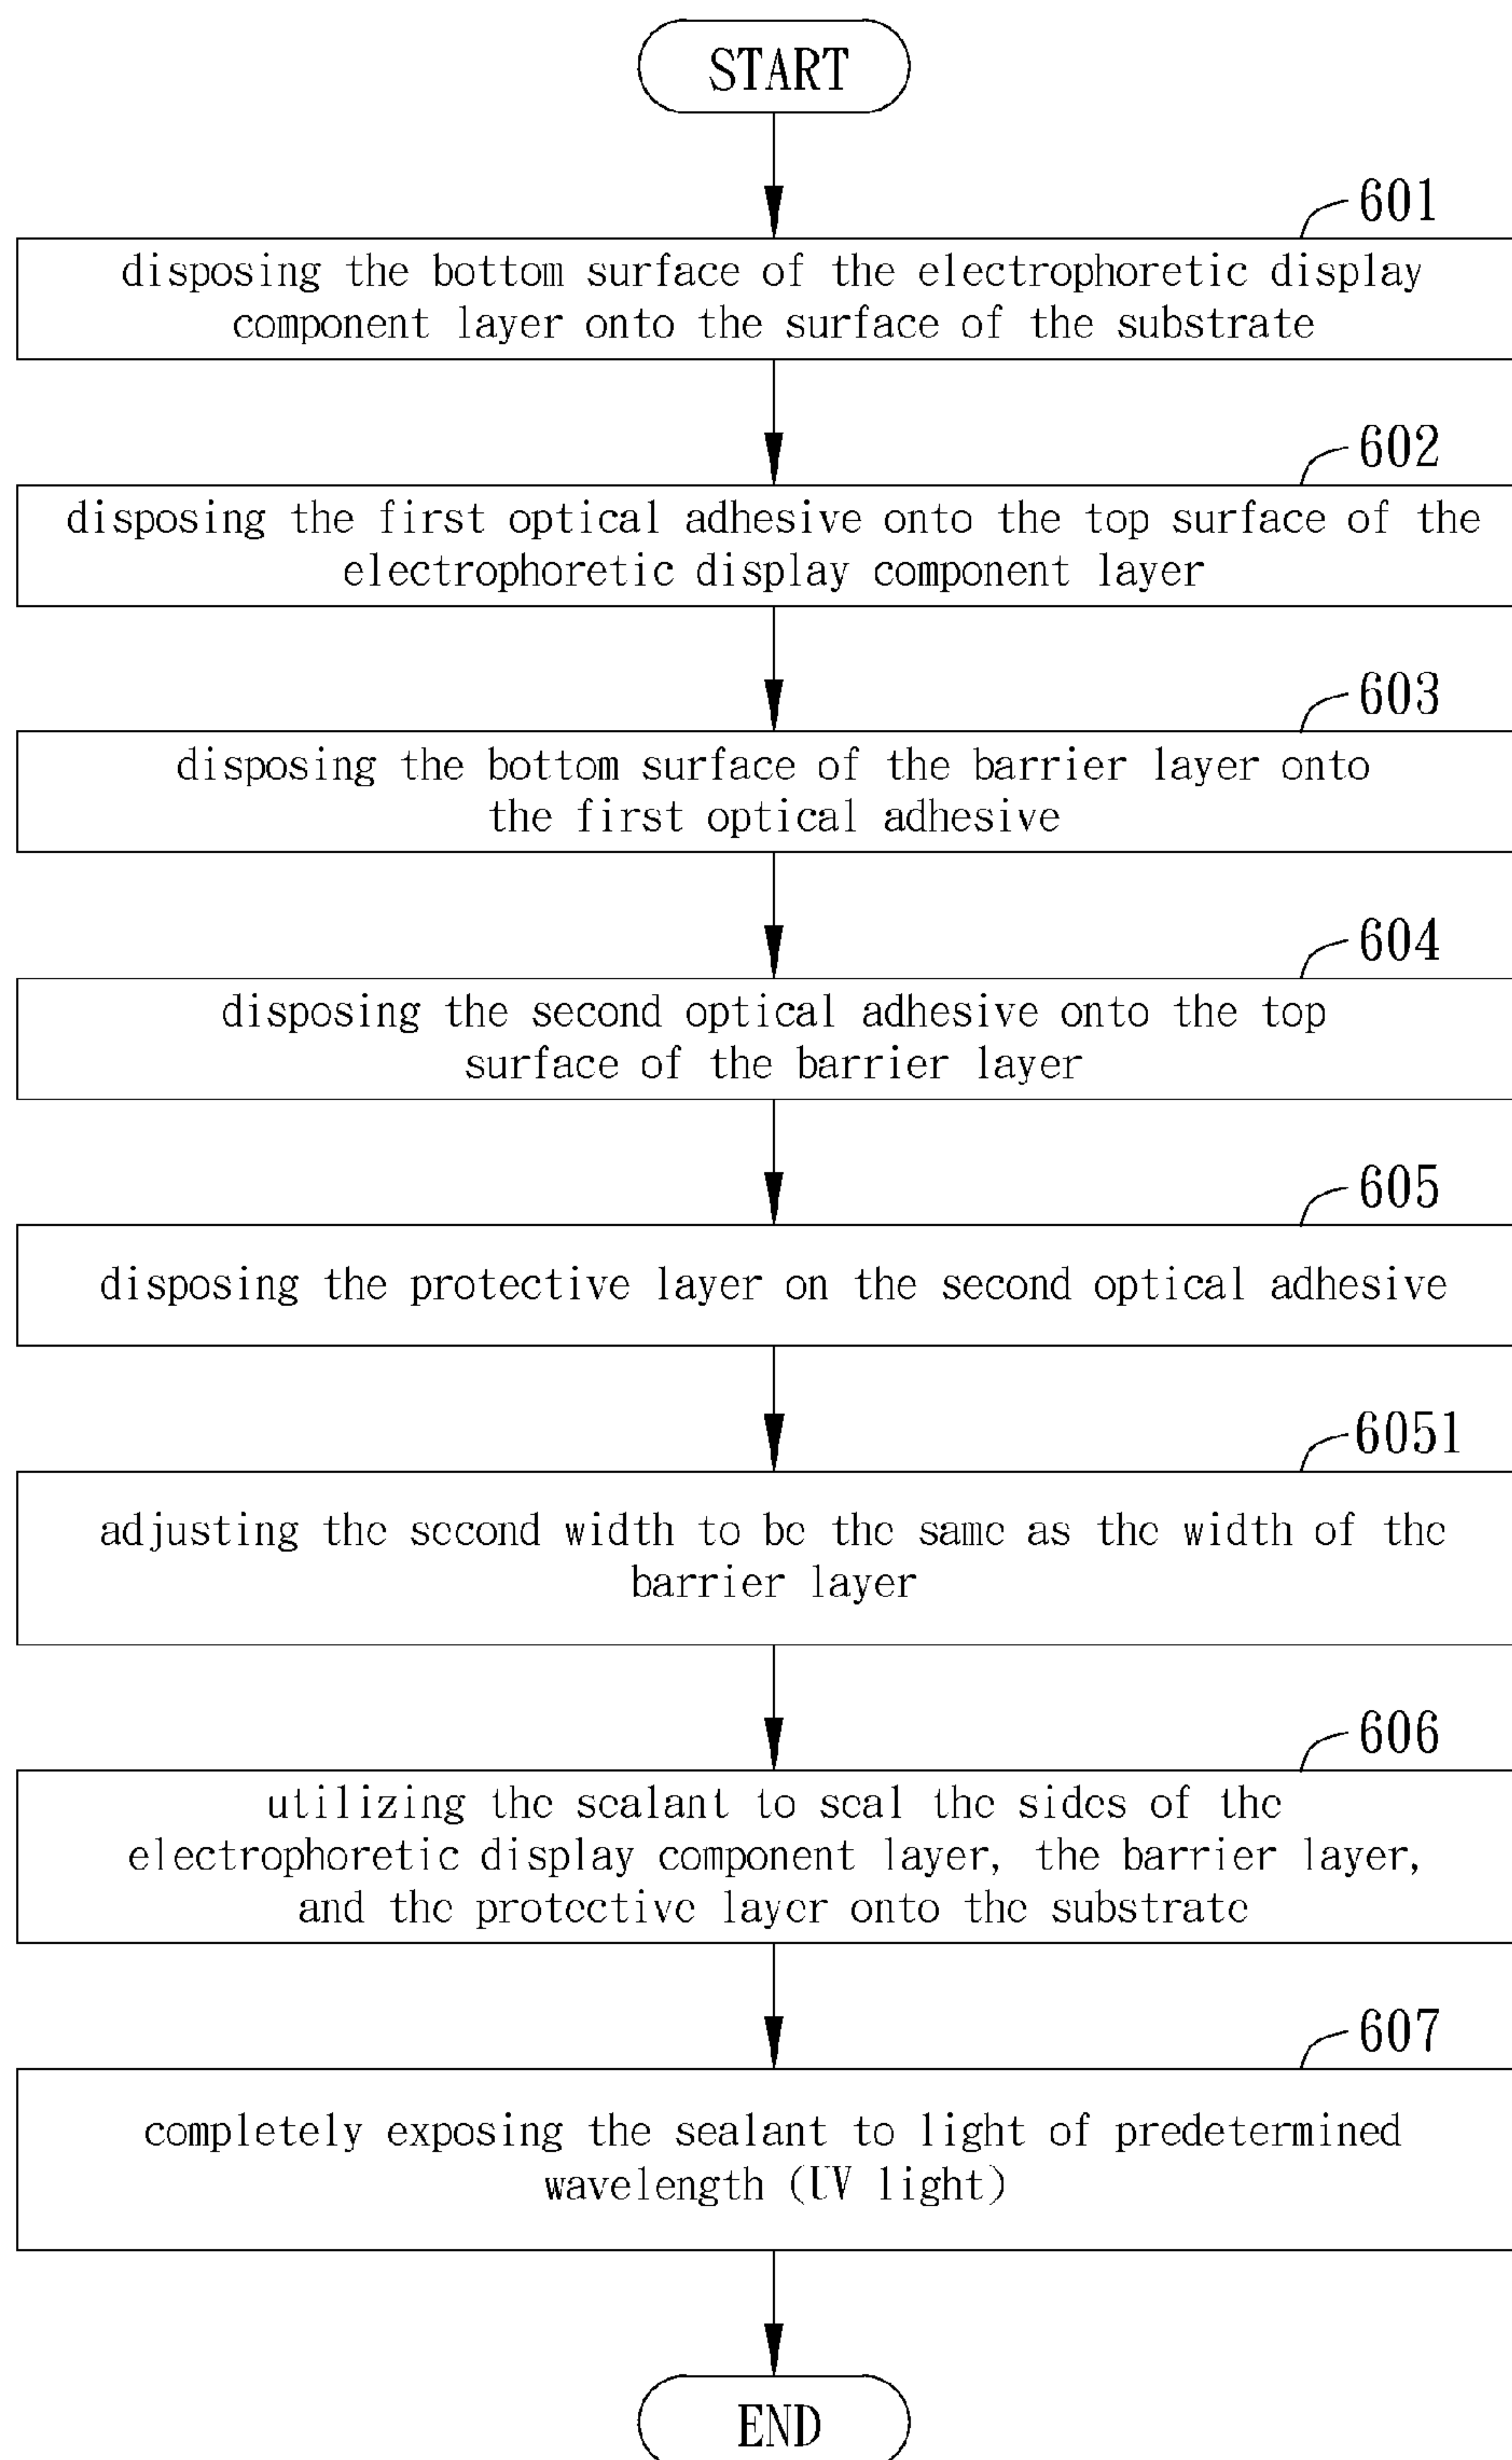 START
601
disposing the bottom surface of the electrophoretic display
component layer onto the surface of the substrate
602
disposing the first optical adhesive onto the top surface of the
electrophoretic display component layer
603
disposing the bottom surface of the barrier layer onto
the first optical adhesive
604
disposing the second optical adhesive onto the top
surface of the barrier layer
605
disposing the protective layer on the second optical adhesive
6051
adjusting the second width to be the same as the width of the
barrier layer
606
utilizing the sealant to seal the sides of the
electrophoretic display component layer, the barrier layer,
and the protective layer onto the substrate
607
completely exposing the sealant to light of predetermined
wavelength (UV light)
END